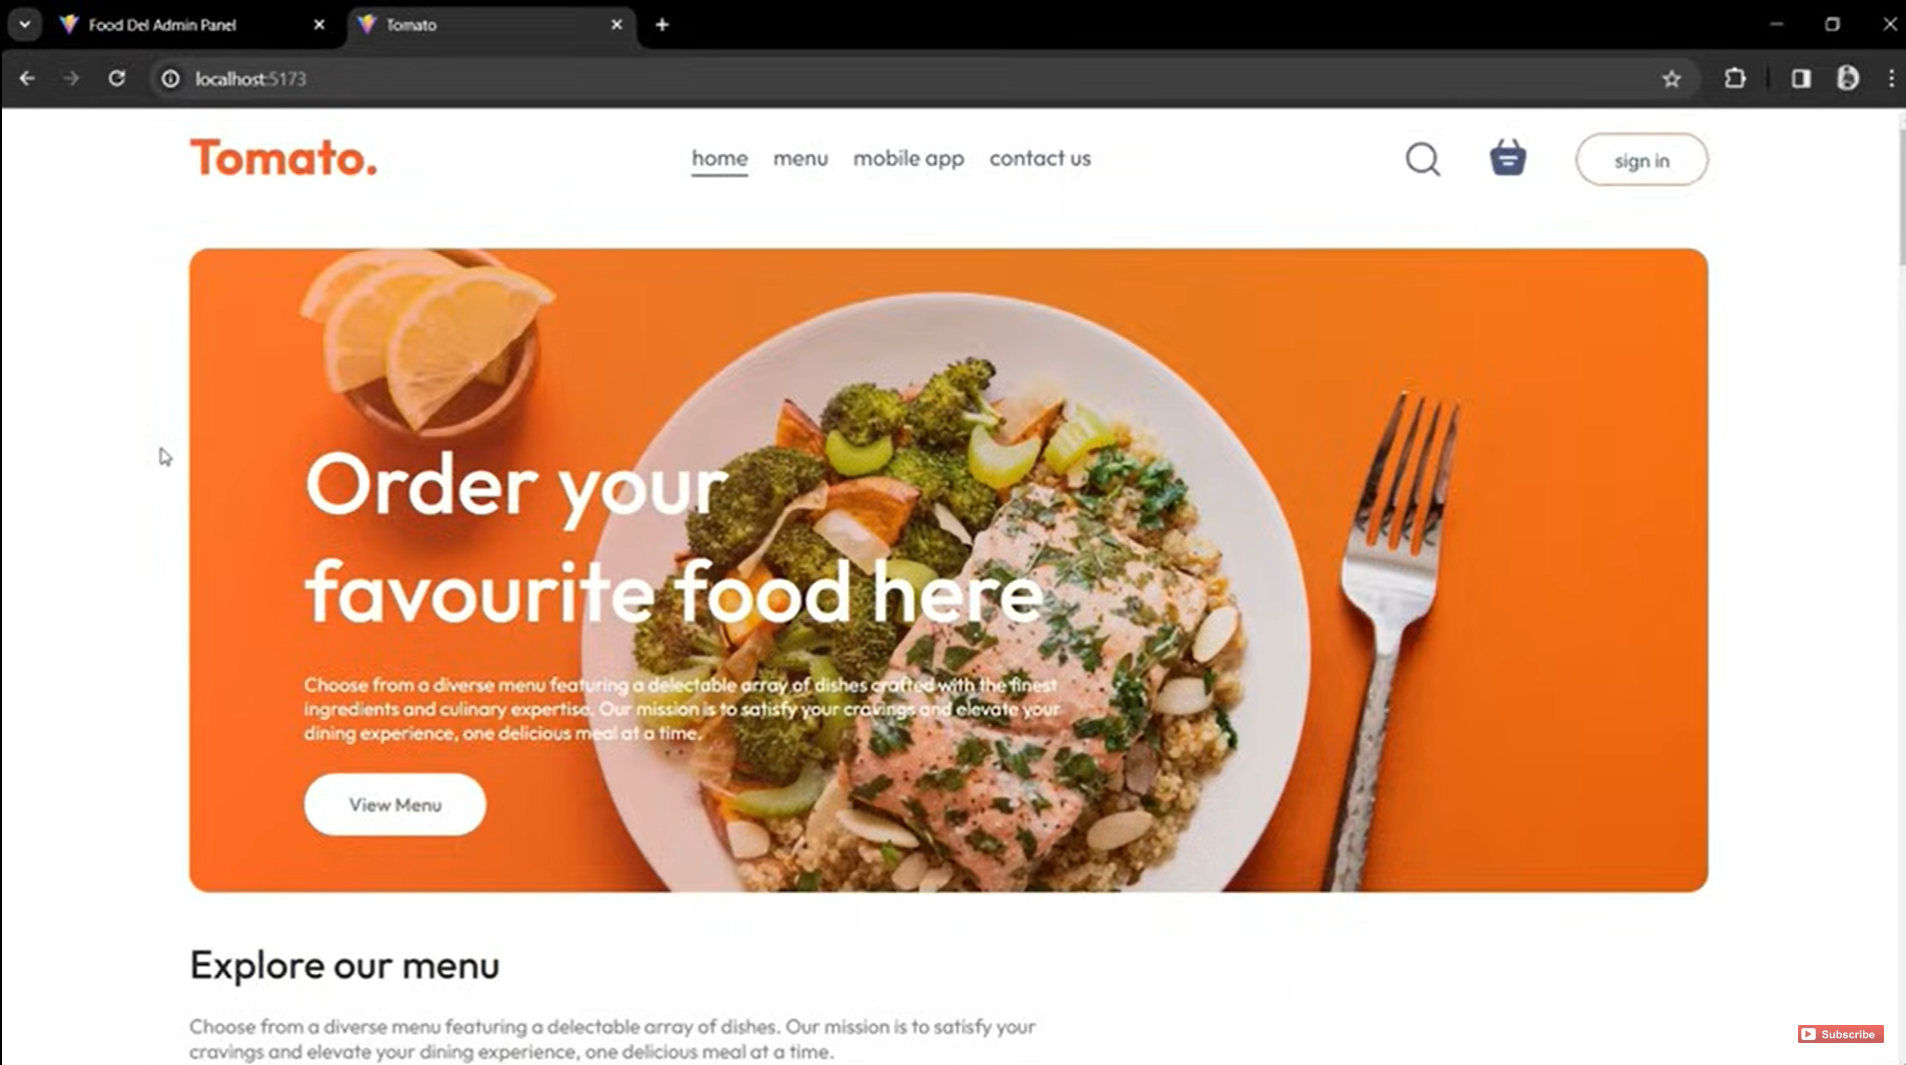 Food Del Admin Panel
Tomato
localhost:5173
Tomato.
home
menu
mobile app
contact us
sign in
Order your
favourite food here
Choose from a diverse menu featuring a delectable array of dishes crafted with the finest
ingredients and culinary expertise. Our mission is to satisfy your cravings and elevate your
dining experience, one delicious meal at a time.
View Menu
Explore our menu
Choose from a diverse menu featuring a delectable array of dishes. Our mission is to satisfy your
cravings and elevate your dining experience, one delicious meal at a time.
Subscribe